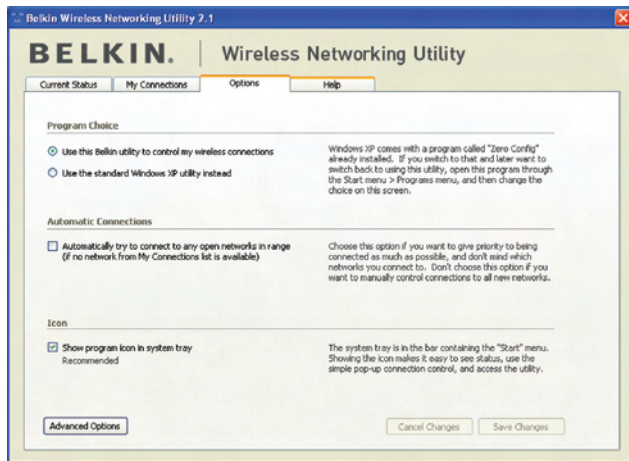 Belkin Wireless Networking Utility 2.1
BELKIN. | Wireless Networking Utility
Current Status
My Connections
Options
Help
Program Choice
Use this Belkin utility to control my wireless connections
Use the standard Windows XP utility instead
Windows XP comes with a program called "Zero Config"
already installed. If you switch to that and later want to
switch back to using this utility, open this program through
the Start menu > Programs menu, and then change the
choice on this screen.
Automatic Connections
Automatically try to connect to any open networks in range
(if no network from My Connections list is available)
Choose this option if you want to give priority to being
connected as much as possible, and don't mind which
networks you connect to. Don't choose this option if you
want to manually control connections to all new networks.
Icon
Show program icon in system tray
Recommended
The system tray is in the bar containing the "Start" menu.
Showing the icon makes it easy to see status, use the
simple pop-up connection control, and access the utility.
Advanced Options
Cancel Changes
Save Changes